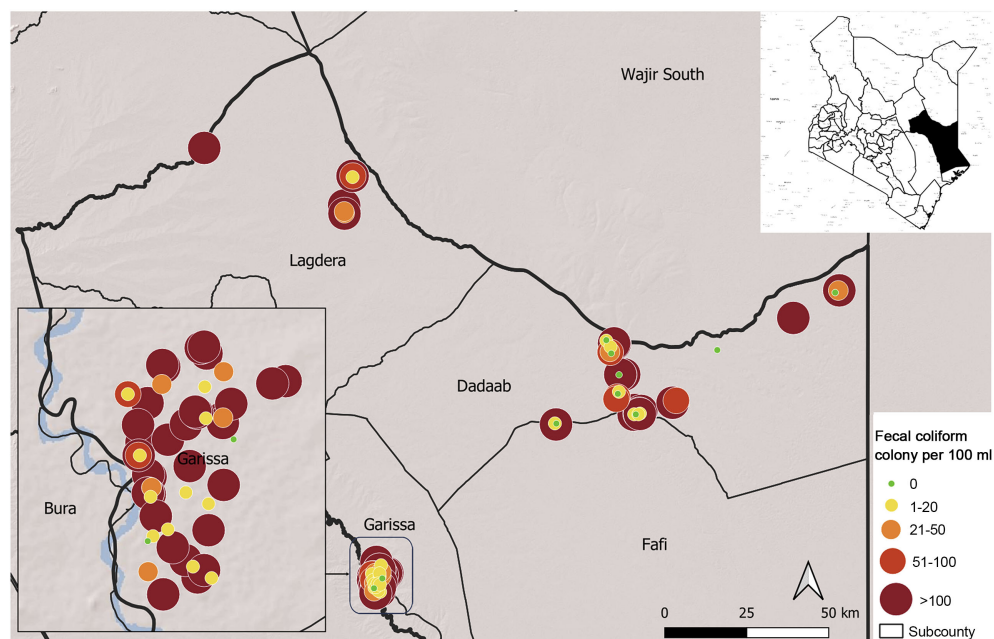 Wajir South
Lagdera
Dadaab
Garissa
Bura
Garissa
Fafi
0
25
50 km
Fecal coliform
colony per 100 ml
0
1-20
21-50
51-100
>100
Subcounty